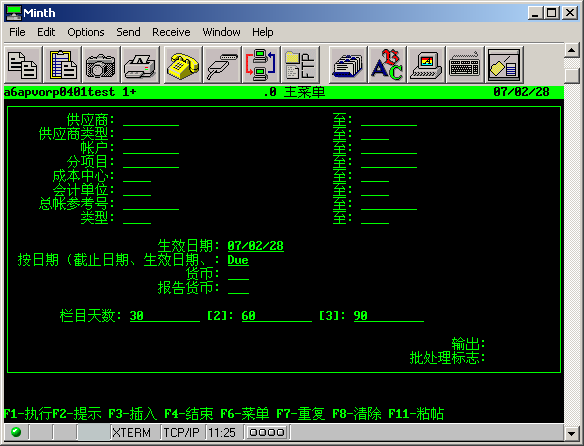 Minth
File Edit Options Send Receive Window Help
a6apvorp0401test 1+ .0 主菜单 07/02/28
供应商: 至:
供应商类型: 至:
帐户: 至:
分项目: 至:
成本中心: 至:
会计单位: 至:
总帐参考号: 至:
类型: 至:
生效日期: 07/02/28
按日期（截止日期、生效日期、: Due
货币:
报告货币:
栏目天数: 30 [2]: 60 [3]: 90
输出:
批处理标志:
F1-执行F2-提示 F3-插入 F4-结束 F6-菜单 F7-重复 F8-清除 F11-粘帖
XTERM TCP/IP 11:25